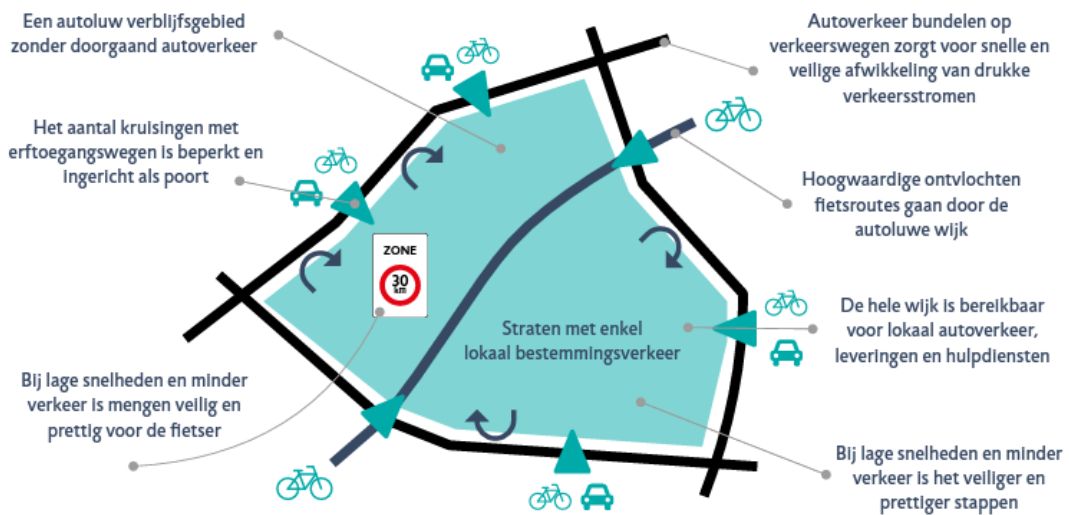 Een autoluw verblijfsgebied
zonder doorgaand autoverkeer
Autoverkeer bundelen op
verkeerswegen zorgt voor snelle en
veilige afwikkeling van drukke
verkeersstromen
Het aantal kruisingen met
erftoegangswegen is beperkt en
ingericht als poort
Hoogwaardige ontvlochten
fietsroutes gaan door de
autoluwe wijk
ZONE
30
km
Straten met enkel
lokaal bestemmingsverkeer
De hele wijk is bereikbaar
voor lokaal autoverkeer,
leveringen en hulpdiensten
Bij lage snelheden en minder
verkeer is mengen veilig en
prettig voor de fietser
Bij lage snelheden en minder
verkeer is het veiliger en
prettiger stappen